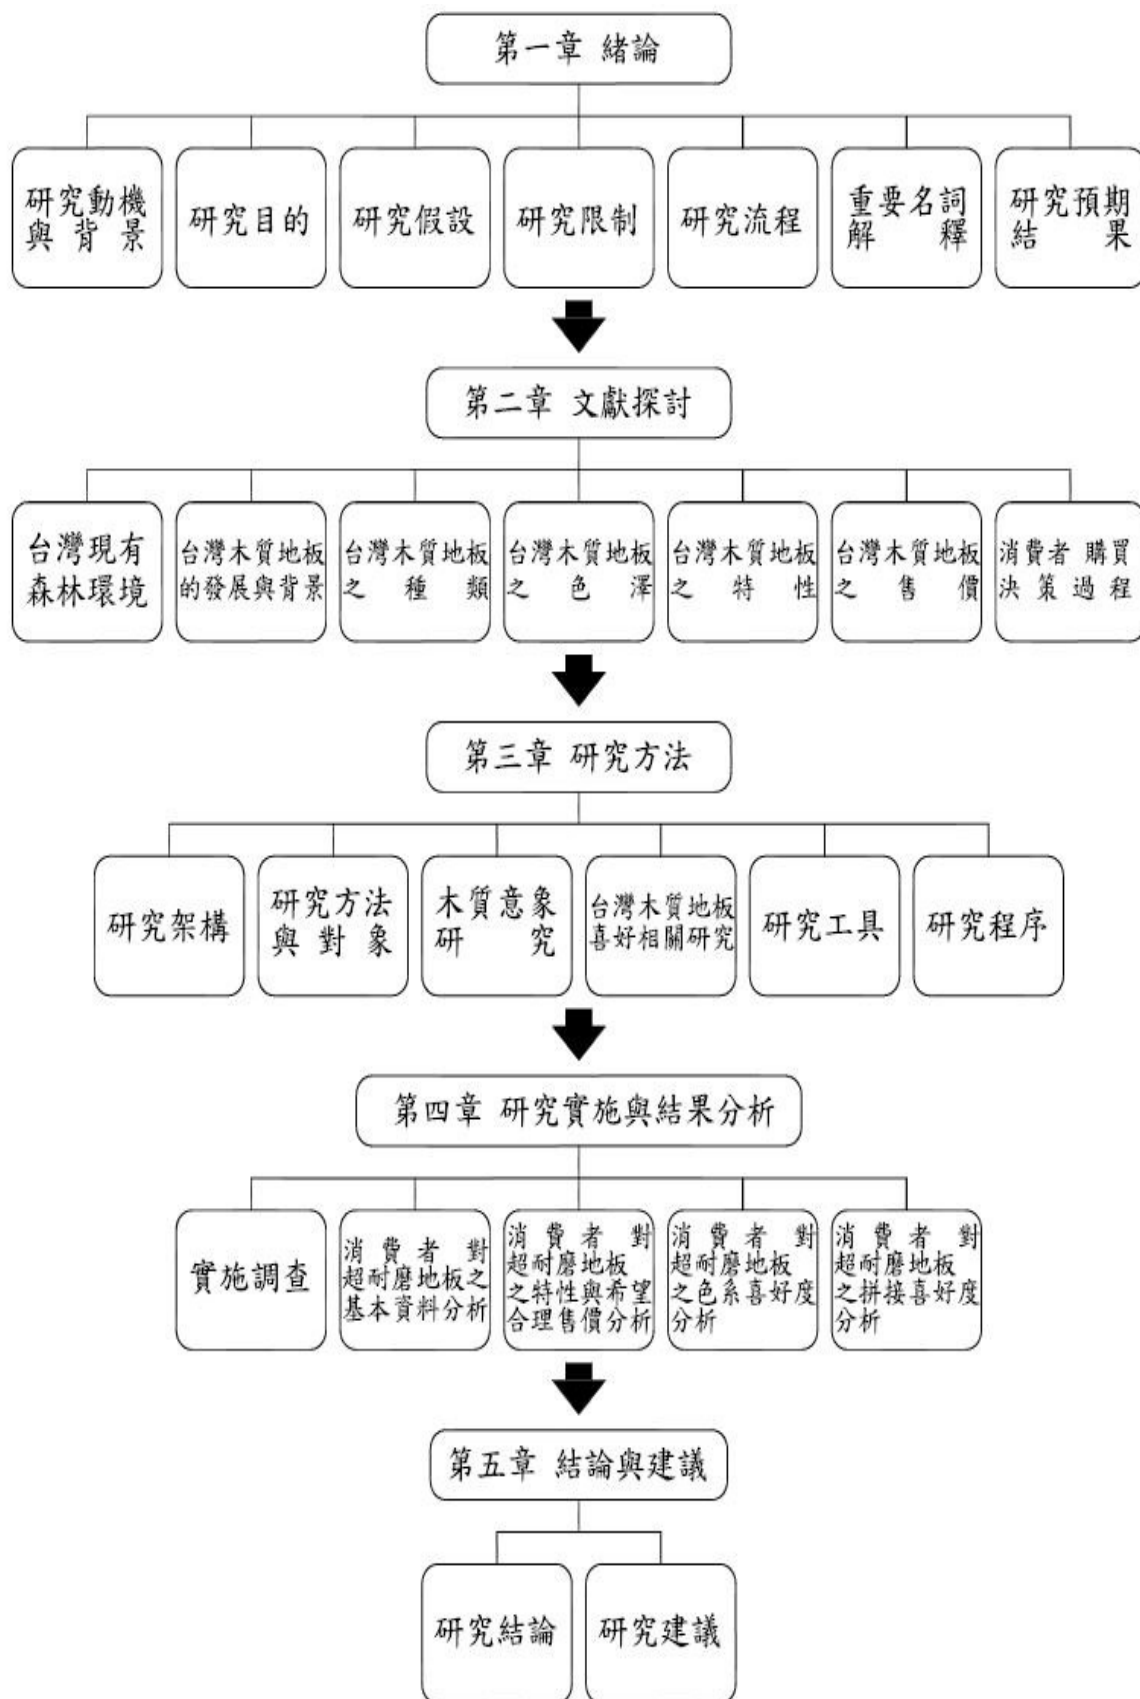 第一章 緒論
研究動機
與背景
研究目的
研究假設
研究限制
研究流程
重要名詞
解釋
研究預期
結果
第二章 文獻探討
台灣現有
森林環境
台灣木質地板
的發展與背景
台灣木質地板
之種類
台灣木質地板
之色澤
台灣木質地板
之特性
台灣木質地板
之售價
消費者 購買
決策過程
第三章 研究方法
研究架構
研究方法
與對象
木質意象
研究
台灣木質地板
喜好相關研究
研究工具
研究程序
第四章 研究實施與結果分析
實施調查
消費者對
超耐磨地板之
基本資料分析
消費者對
超耐磨地板
之特性與希望
合理售價分析
消費者對
超耐磨地板
之色系喜好度
分析
消費者對
超耐磨地板
之拼接喜好度
分析
第五章 結論與建議
研究結論
研究建議